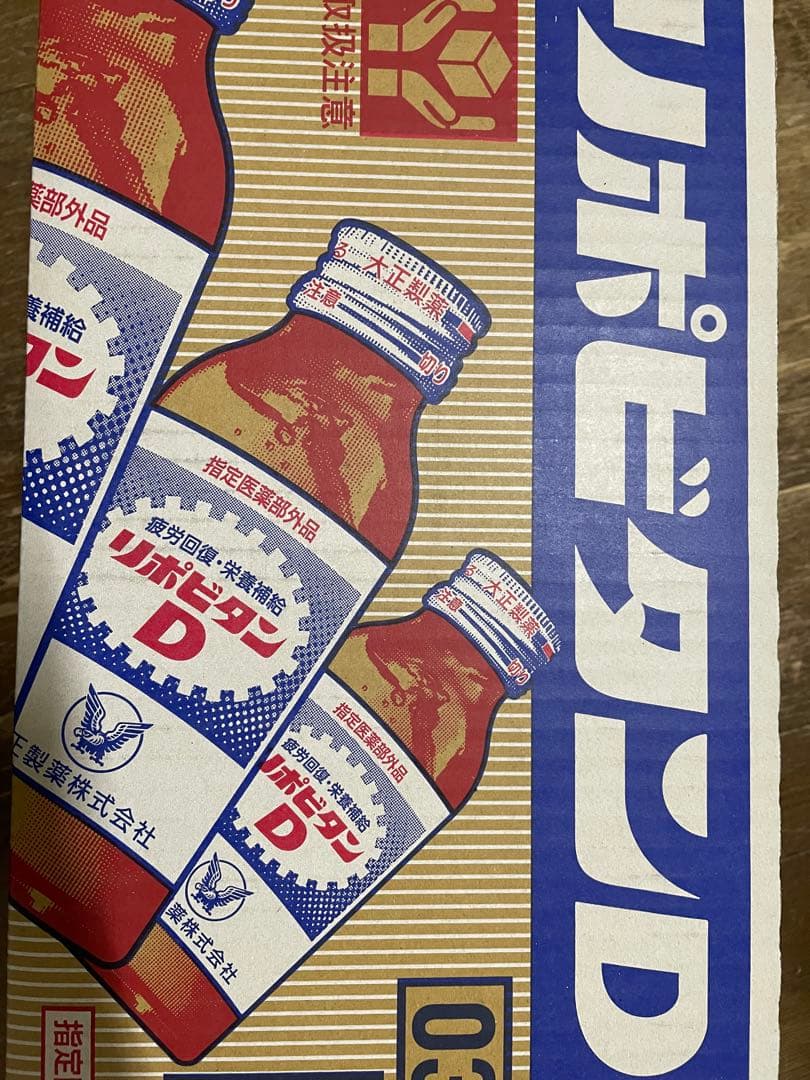 リポビタンD
取扱注意
薬部外品
養補給
タン
る 大正製薬
注意
切り
指定医薬部外品
疲労回復・栄養補給
リポビタン
D
正製薬株式会社
る 大正製薬
注意
切り
指定医薬部外品
疲労回復・栄養補給
リポビタン
D
薬株式会社
指定
03